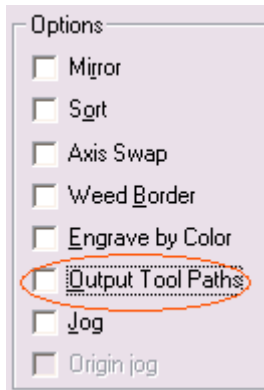 Options
Mirror
Sort
Axis Swap
Weed Border
Engrave by Color
Output Tool Paths
Jog
Origin jog